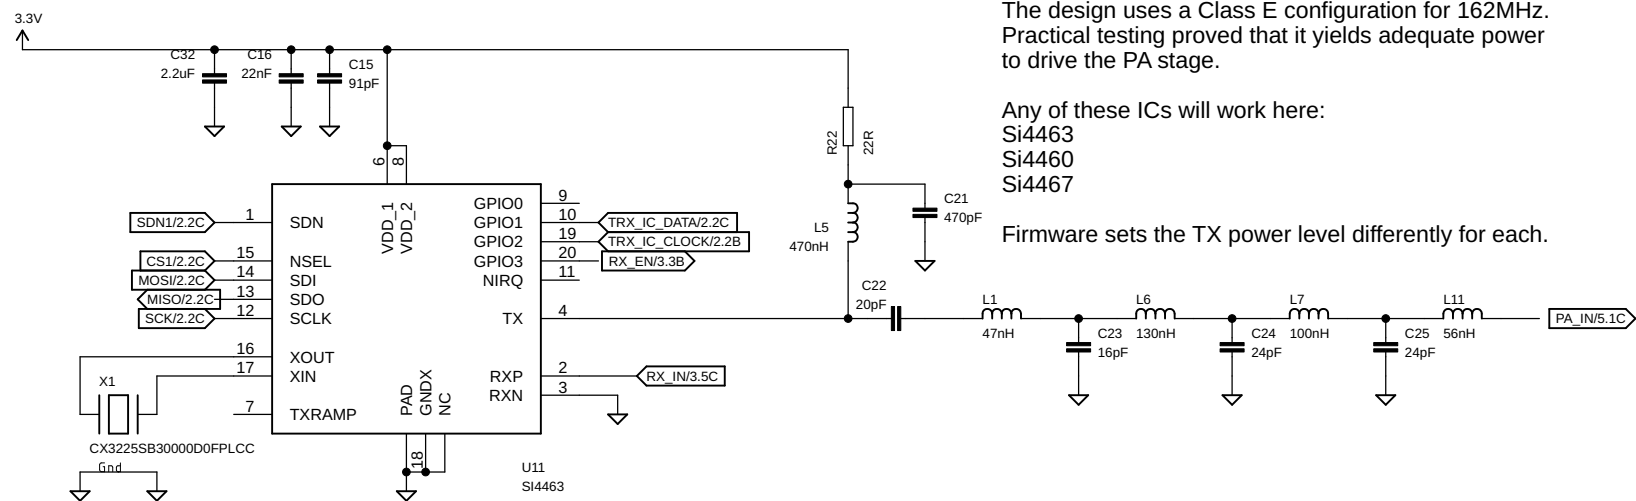 The design uses a Class E configuration for 162MHz.
Practical testing proved that it yields adequate power
to drive the PA stage.
Any of these ICs will work here:
Si4463
Si4460
Si4467
Firmware sets the TX power level differently for each.
3.3V
C32
2.2uF
C16
22nF
C15
91pF
R22
22R
6
8
VDD_1
VDD_2
SDN1/2.2C
1
SDN
CS1/2.2C
15
NSEL
MOSI/2.2C
14
SDI
MISO/2.2C
13
SDO
SCK/2.2C
12
SCLK
16
XOUT
17
XIN
7
TXRAMP
X1
CX3225SB30000D0FPLCC
Gnd
PAD
GNDX
NC
18
U11
SI4463
GPIO0
9
GPIO1
10
TRX_IC_DATA/2.2C
GPIO2
19
TRX_IC_CLOCK/2.2B
GPIO3
20
RX_EN/3.3B
NIRQ
11
TX
4
RXP
2
RX_IN/3.5C
RXN
3
L5
470nH
C21
470pF
C22
20pF
L1
47nH
C23
16pF
L6
130nH
C24
24pF
L7
100nH
C25
24pF
L11
56nH
PA_IN/5.1C